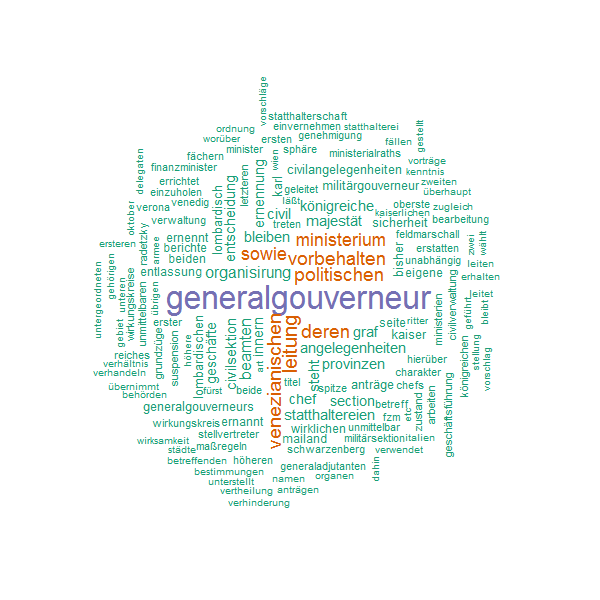 vorschläge
statthalterschaft
ordnung
einvernehmen
statthalterei
gestellt
worüber
ersten
genehmigung
fällen
minister
sphäre
ministerialraths
fächern
wien
vorträge
delegaten
finanzminister
letzteren
ernennung
civilangelegenheiten
kenntnis
errichtet
karl
geleitet
militärgouverneur
zweiten
einzuholen
lombardisch
entscheidung
läßt
überhaupt
oktober
verona
venedig
königreiche
oberste
zugleich
verwaltung
civil
majestät
kaiserlichen
bearbeitung
treten
sicherheit
ersteren
radetzky
armee
ernennt
bleiben
ministerium
feldmarschall
zwei
wählt
berichte
sowie
bisher
erstatten
untergeordneten
gehörigen
beiden
vorbehalten
unabhängig
leiten
unteren
wirkungskreise
unmittelbaren
übrigen
entlassung
organisirung
politischen
eigene
erhalten
generalgouverneur
ministerien
civilverwaltung
geführt
leitet
gebiet
grundzüge
erster
lombardischen
geschäfte
civilsektion
beamten
innern
venezianischen
leitung
deren
graf
seite
ritter
bleibt
kaiser
königreichen
stellung
vorschlag
reiches
suspension
angelegenheiten
verhältnis
höhere
art
steht
provinzen
hierüber
verhandeln
charakter
übernimmt
fürst
beide
titel
spitze
anträge
chefs
behörden
chef
section
betreff
zustand
arbeiten
geschäftsführung
generalgouverneurs
statthaltereien
fzm
etc
wirkungskreis
ernannt
wirklichen
unmittelbar
stellvertreter
wirksamkeit
mailand
militärsektion
italien
maßregeln
städte
schwarzenberg
verwendet
betreffenden
höheren
generaladjutanten
dahin
bestimmungen
namen
organen
unterstellt
vertheilung
anträgen
verhinderung